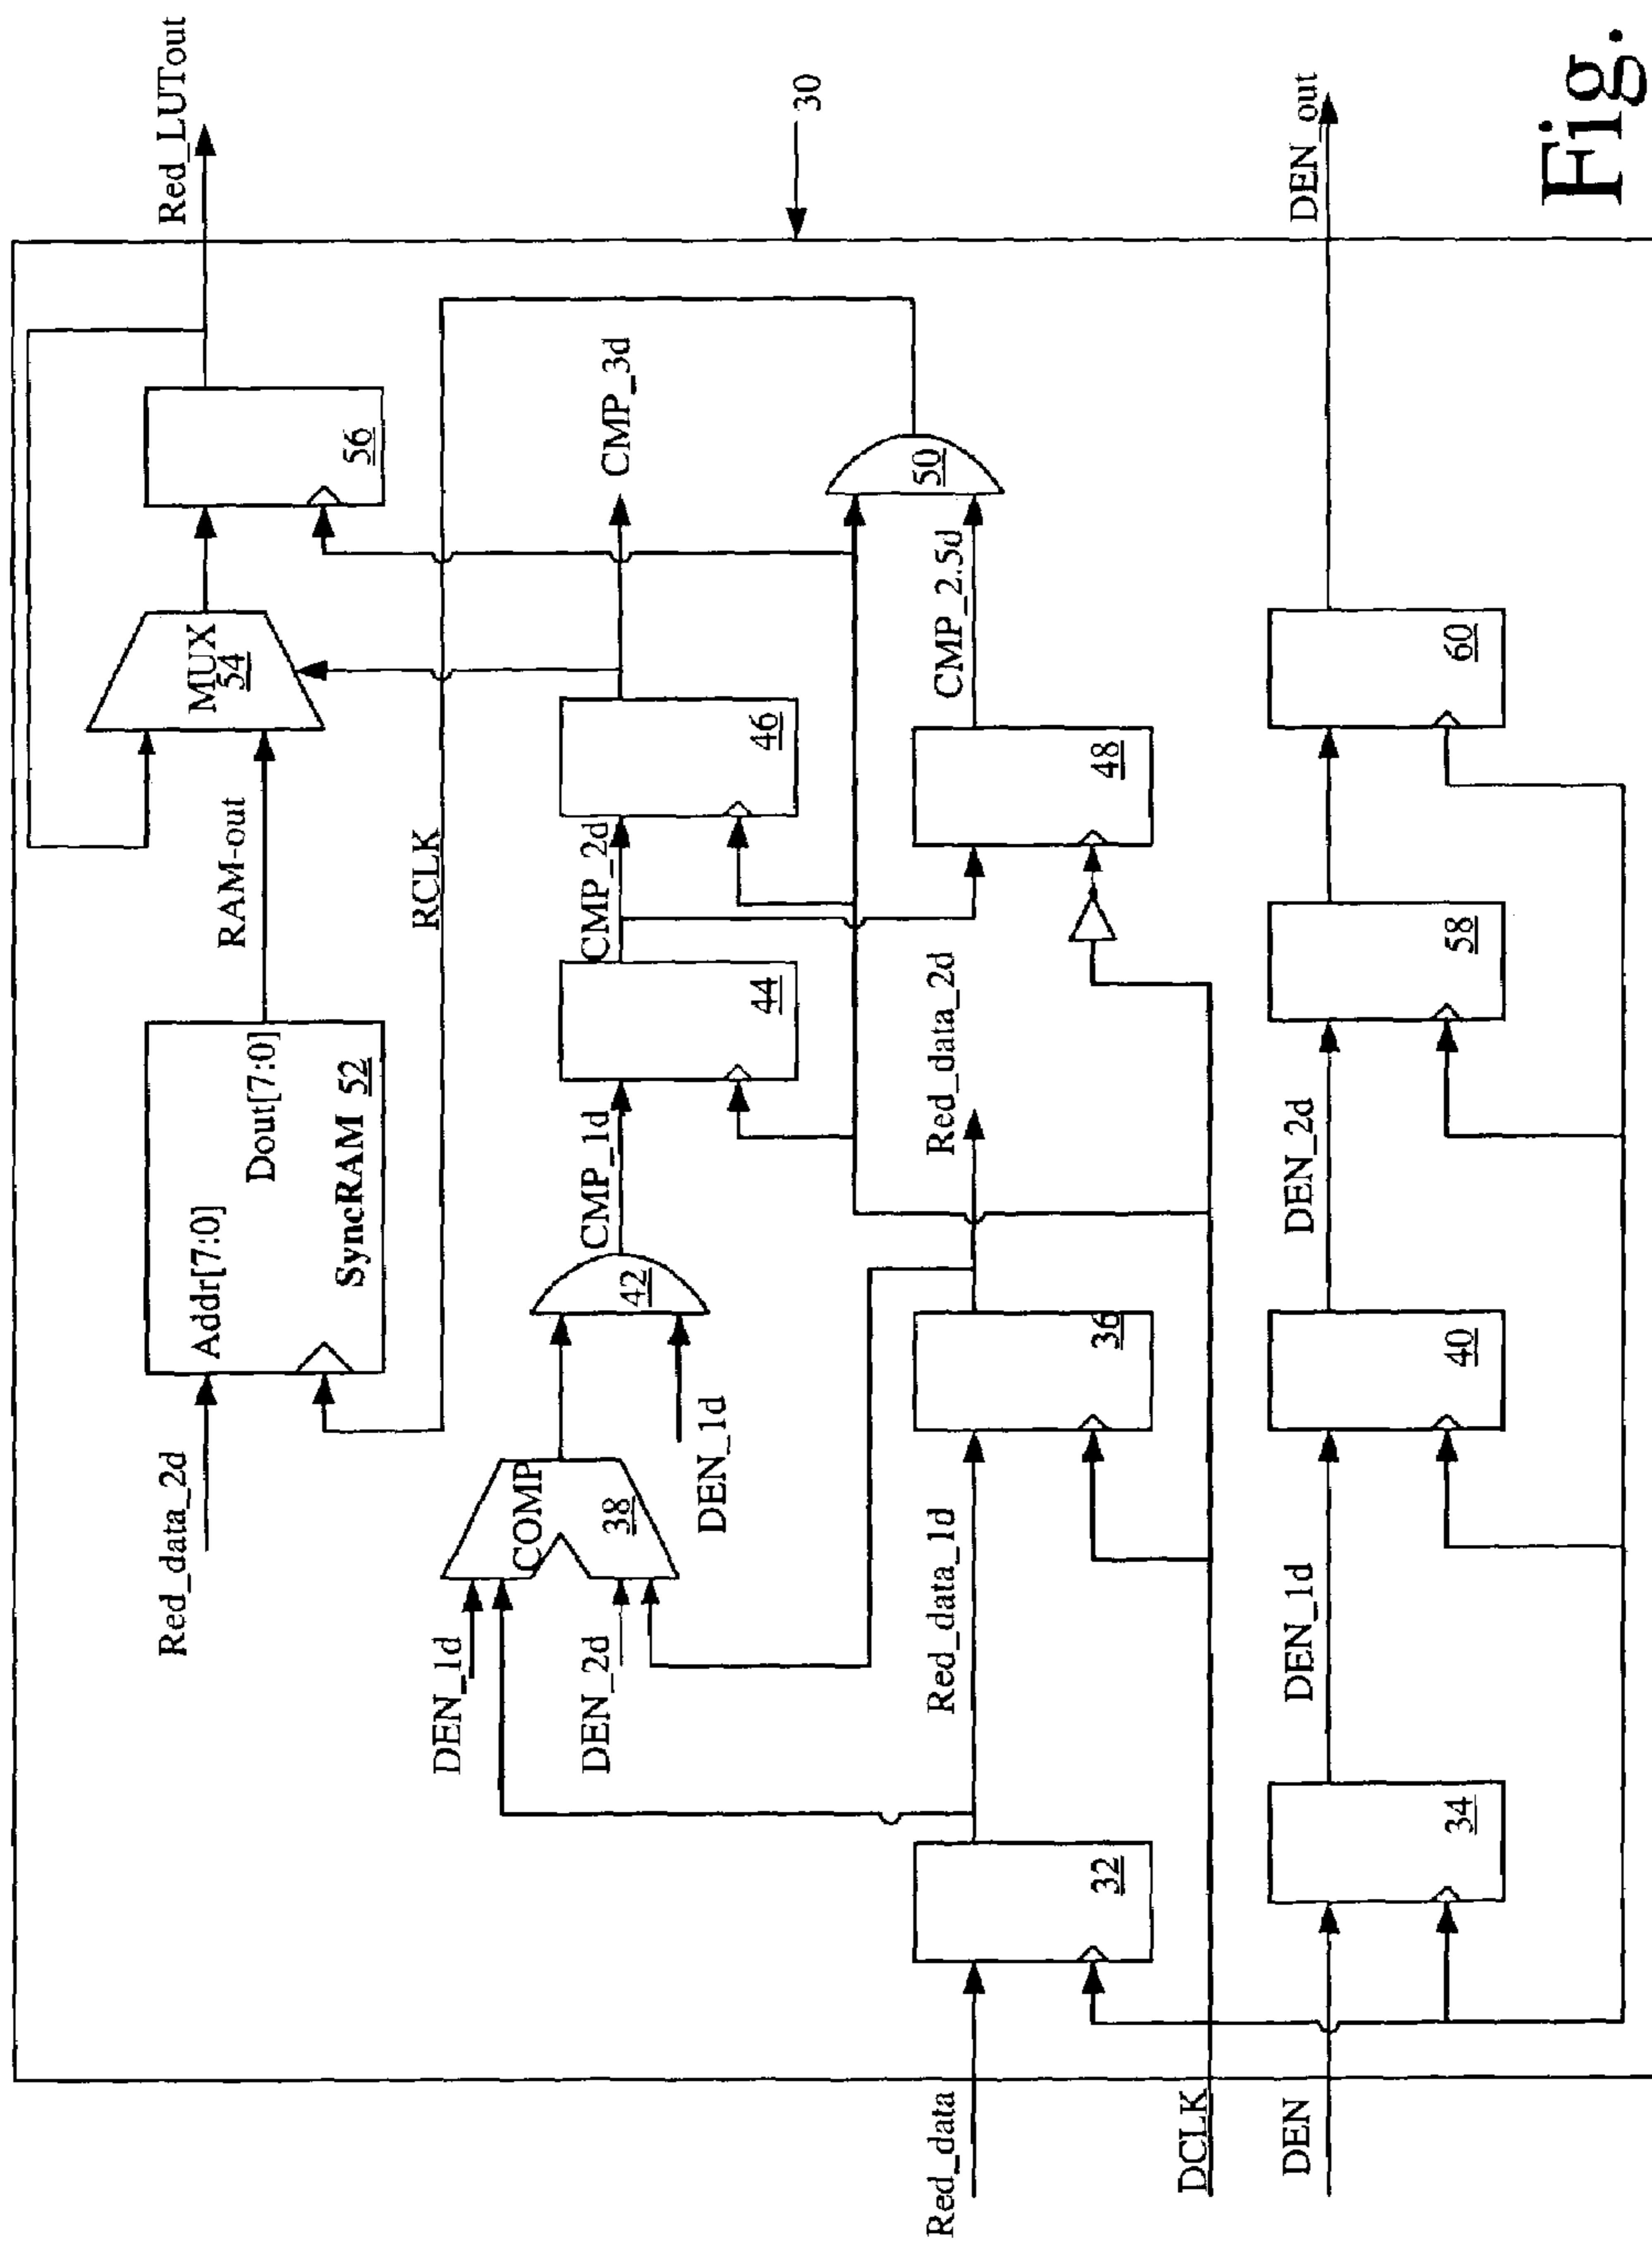 Red_LUTout
30
DEN_out
Fig.
56
CMP_3d
50
MUX
54
CMP_2.5d
60
46
48
RAM-out
RCLK
CMP_2d
58
44
Red_data_2d
Dout[7:0]
Addr[7:0]
SyncRAM 52
CMP_1d
DEN_2d
42
36
40
Red_data_2d
DEN_1d
COMP
38
DEN_1d
DEN_2d
Red_data_1d
DEN_1d
32
34
Red_data
DCLK
DEN